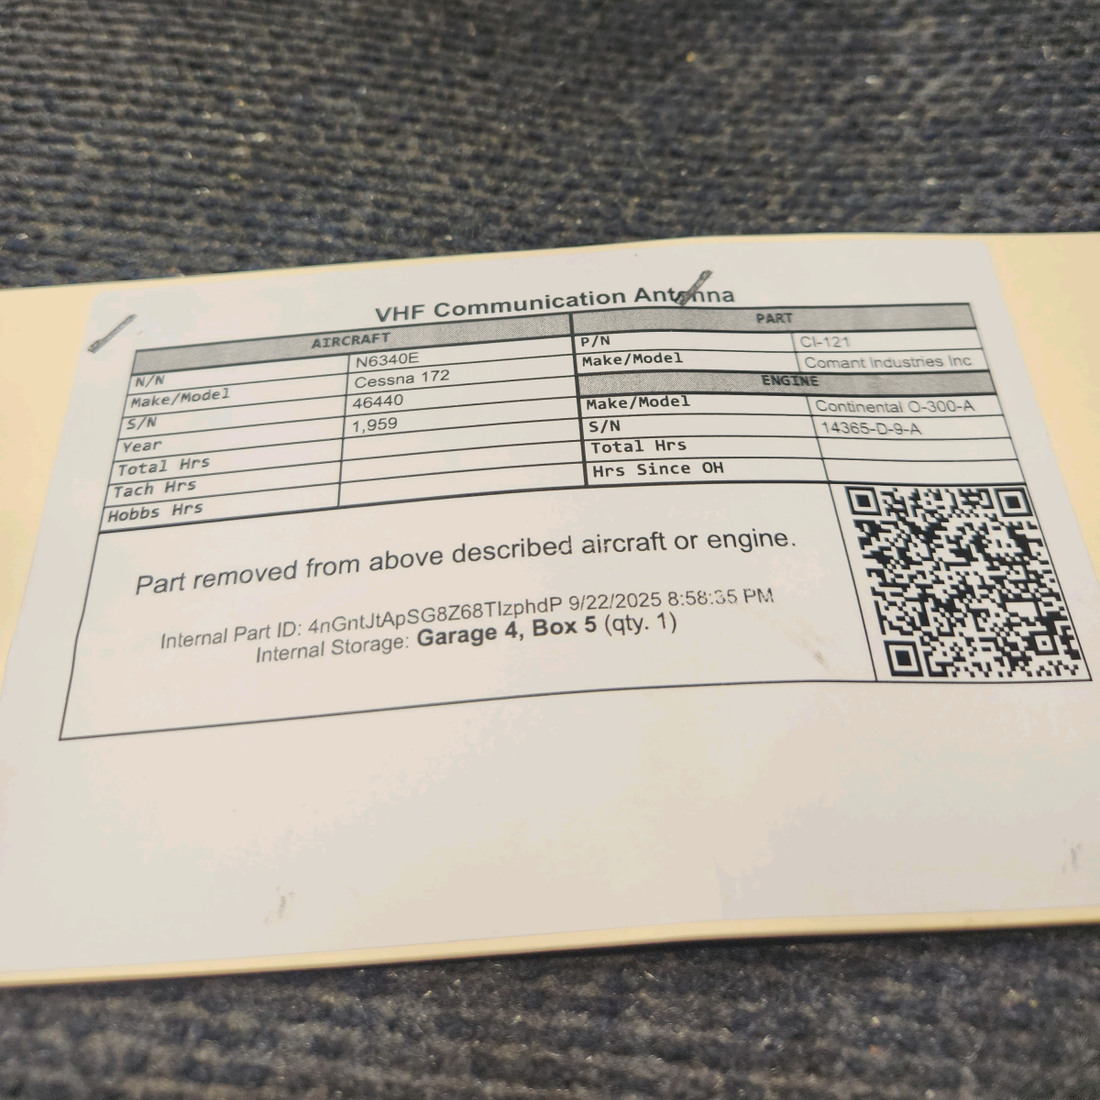 VHF Communication Antenna
AIRCRAFT
N/N N6340E
Make/Model Cessna 172
S/N 46440
Year 1,959
Total Hrs
Tach Hrs
Hobbs Hrs
PART
P/N CI-121
Make/Model Comant Industries Inc
ENGINE
Make/Model Continental O-300-A
S/N 14365-D-9-A
Total Hrs
Hrs Since OH
Part removed from above described aircraft or engine.
Internal Part ID: 4nGntJtApSG8Z68TIzphdP 9/22/2025 8:58:35 PM
Internal Storage: Garage 4, Box 5 (qty. 1)